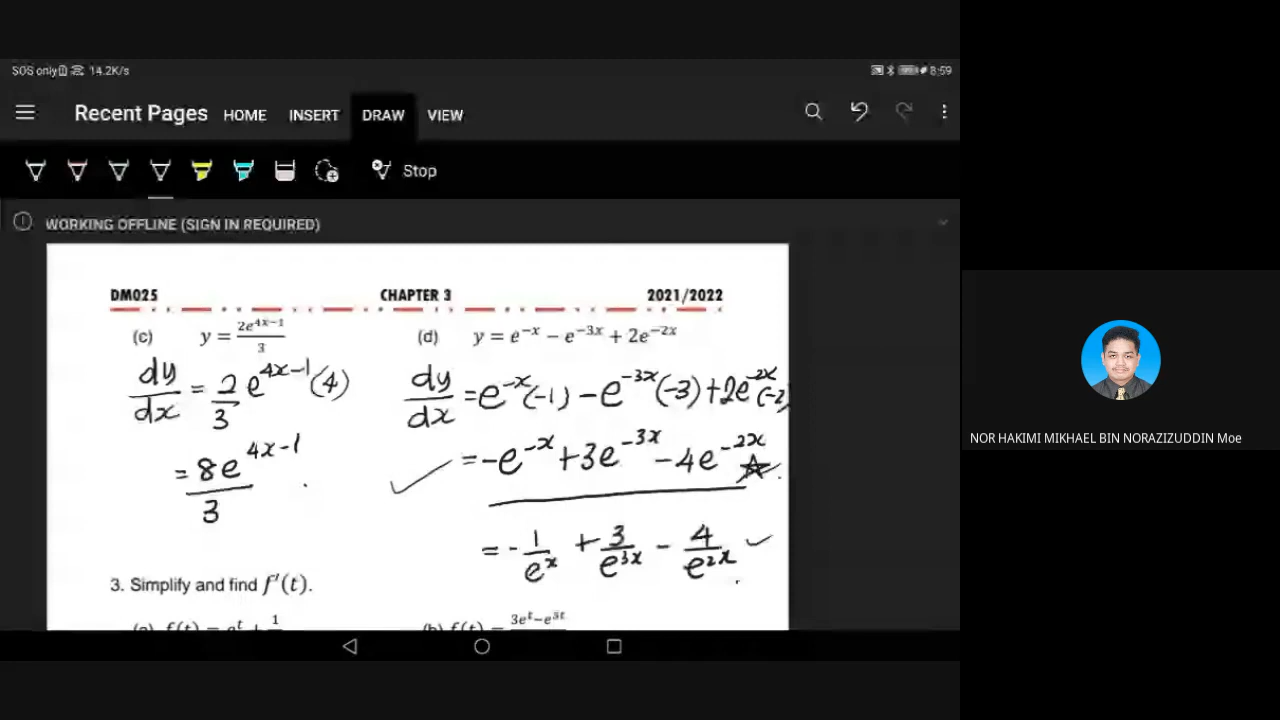 SOS only 14.2K/s 8:59
Recent Pages HOME INSERT DRAW VIEW
Stop
WORKING OFFLINE (SIGN IN REQUIRED)
DM025 CHAPTER 3 2021/2022
(c) y = 2e^{4x-1}/3 (d) y = e^{-x} − e^{-3x} + 2e^{-2x}
dy/dx = 2/3 e^{4x-1} (4) dy/dx = e^{-x}(-1) − e^{-3x}(-3) + 2e^{-2x}(-2)
= 8e^{4x-1}/3 = -e^{-x} + 3e^{-3x} − 4e^{-2x}
= - 1/e^{x} + 3/e^{3x} − 4/e^{2x}
3. Simplify and find f′(t).
(a) f(t) = e^{t} + 1 (b) f(t) = 3e^{t}−e^{3t}
NOR HAKIMI MIKHAEL BIN NORAZIZUDDIN Moe